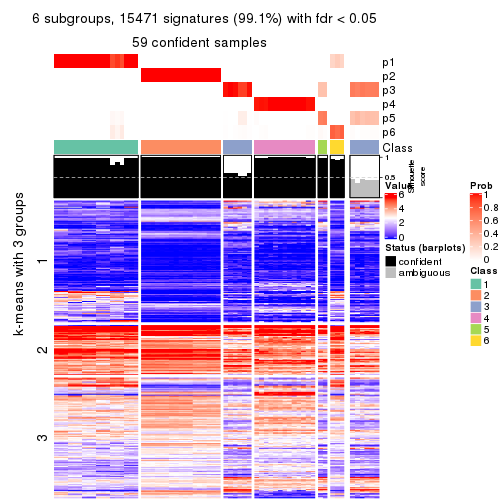 6 subgroups, 15471 signatures (99.1%) with fdr < 0.05
59 confident samples
p1
p2
p3
p4
p5
p6
Class
1
0.5
0
Silhouette
score
k-means with 3 groups
1
2
3
Value
6
4
2
0
Status (barplots)
confident
ambiguous
Prob
1
0.8
0.6
0.4
0.2
0
Class
1
2
3
4
5
6